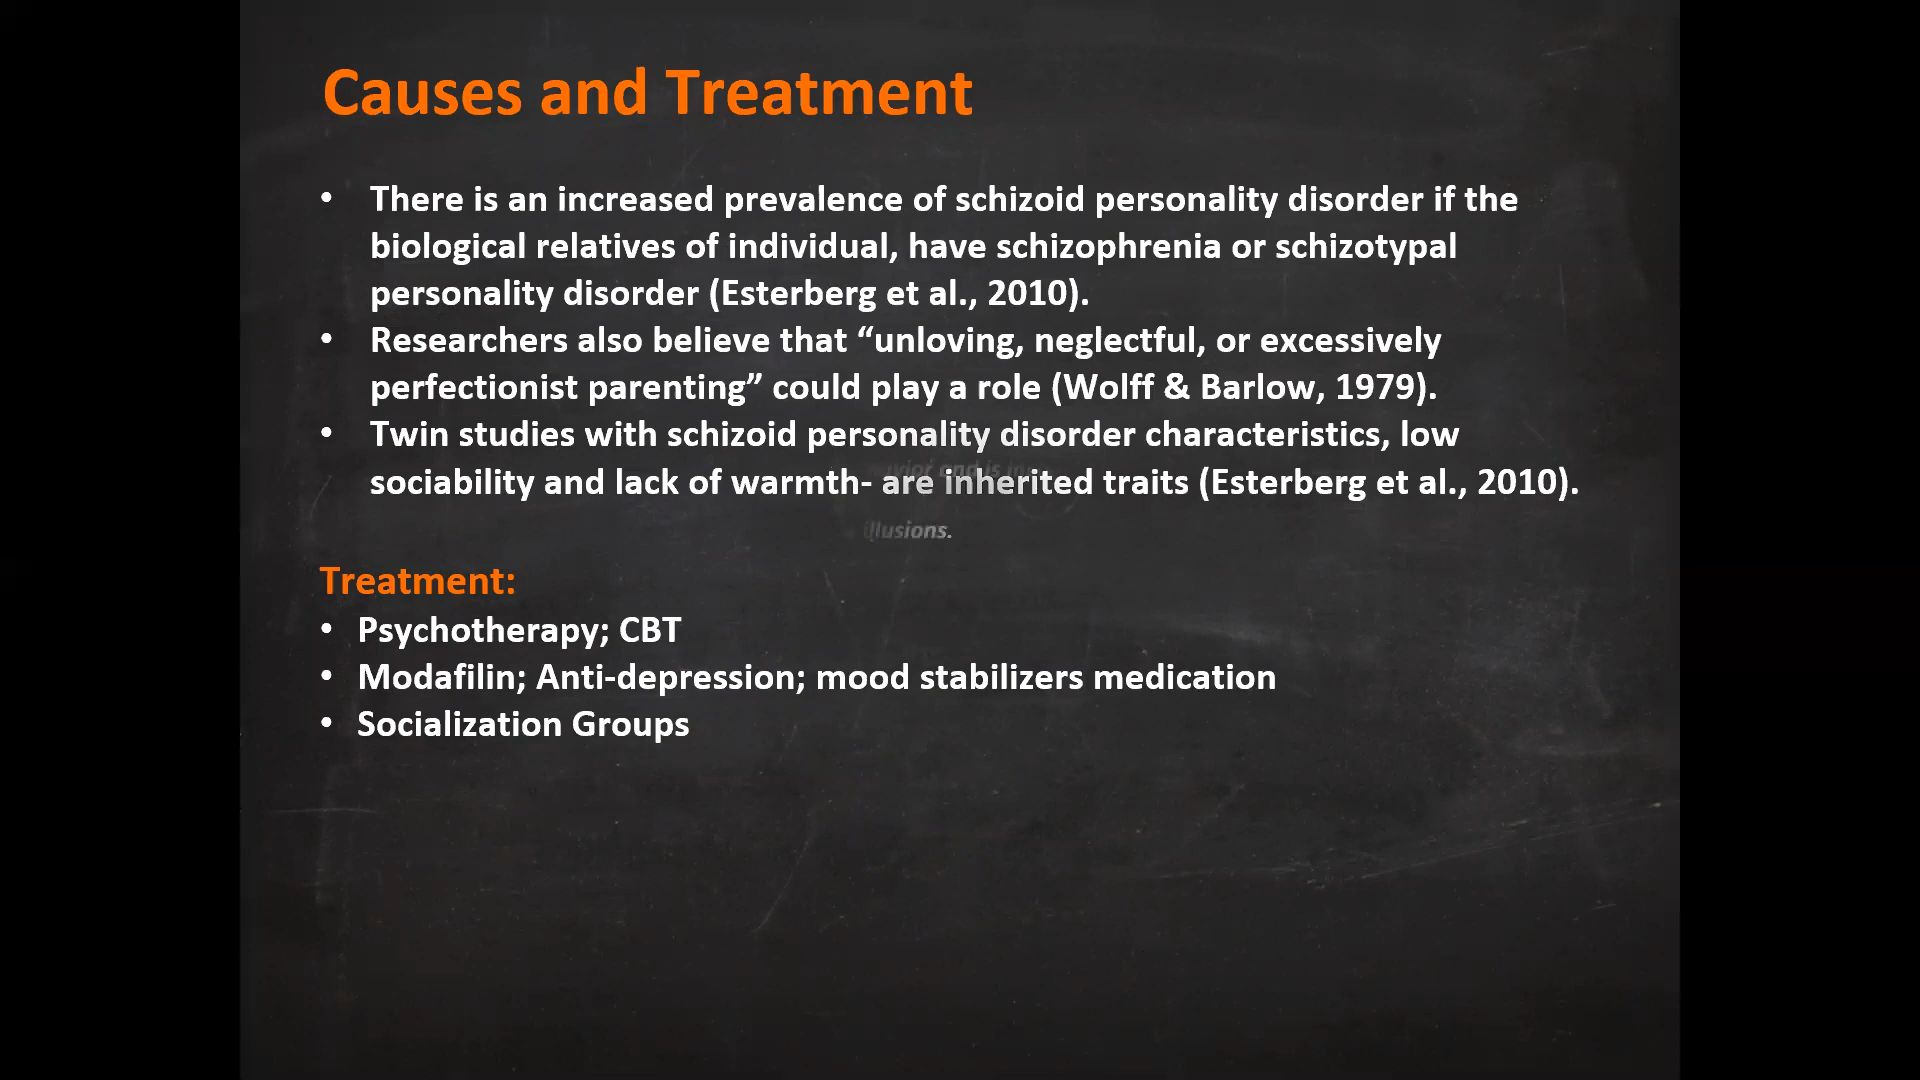 Causes and Treatment
• There is an increased prevalence of schizoid personality disorder if the
biological relatives of individual, have schizophrenia or schizotypal
personality disorder (Esterberg et al., 2010).
• Researchers also believe that “unloving, neglectful, or excessively
perfectionist parenting” could play a role (Wolff & Barlow, 1979).
• Twin studies with schizoid personality disorder characteristics, low
sociability and lack of warmth- are inherited traits (Esterberg et al., 2010).
illusions.
Treatment:
• Psychotherapy; CBT
• Modafilin; Anti-depression; mood stabilizers medication
• Socialization Groups